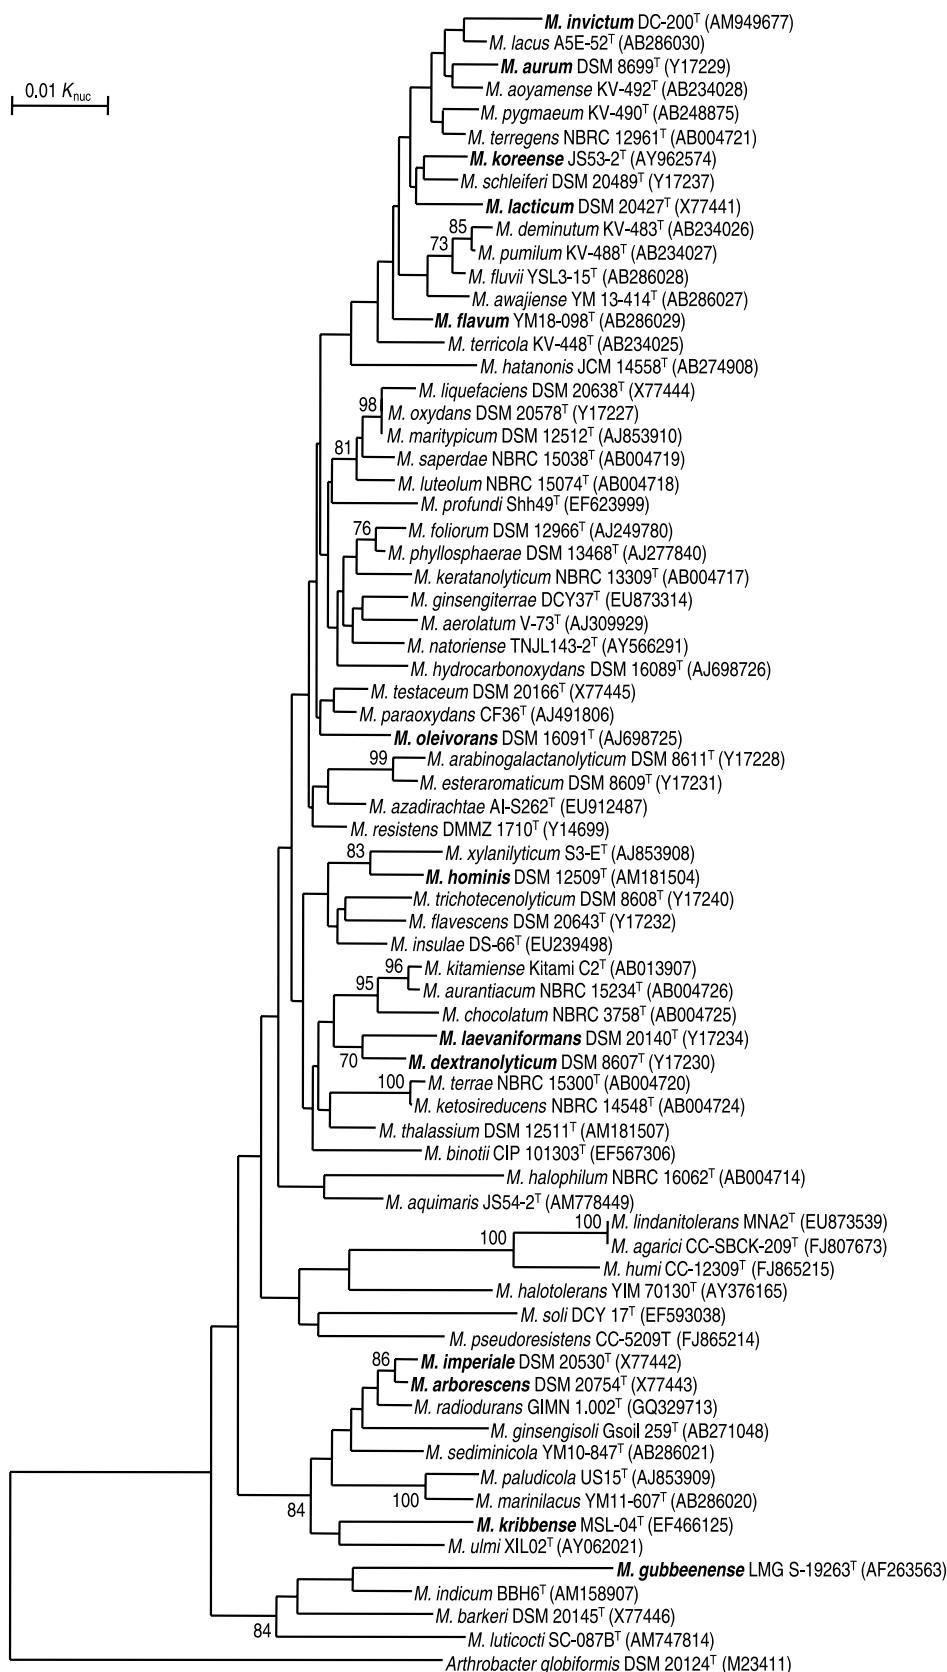 M. invictum DC-200T (AM949677)
M. lacus A5E-52T (AB286030)
0.01 Knuc
M. aurum DSM 8699T (Y17229)
M. aoyamense KV-492T (AB234028)
M. pygmaeum KV-490T (AB248875)
M. terregens NBRC 12961T (AB004721)
M. koreense JS53-2T (AY962574)
M. schleiferi DSM 20489T (Y17237)
M. lacticum DSM 20427T (X77441)
85
M. deminutum KV-483T (AB234026)
73
M. pumilum KV-488T (AB234027)
M. fluvii YSL3-15T (AB286028)
M. awajiense YM 13-414T (AB286027)
M. flavum YM18-098T (AB286029)
M. terricola KV-448T (AB234025)
M. hatanonis JCM 14558T (AB274908)
M. liquefaciens DSM 20638T (X77444)
98
M. oxydans DSM 20578T (Y17227)
M. maritypicum DSM 12512T (AJ853910)
81
M. saperdae NBRC 15038T (AB004719)
M. luteolum NBRC 15074T (AB004718)
M. profundi Shh49T (EF623999)
76
M. foliorum DSM 12966T (AJ249780)
M. phyllosphaerae DSM 13468T (AJ277840)
M. keratanolyticum NBRC 13309T (AB004717)
M. ginsengiterrae DCY37T (EU873314)
M. aerolatum V-73T (AJ309929)
M. natoriense TNJL143-2T (AY566291)
M. hydrocarbonoxydans DSM 16089T (AJ698726)
M. testaceum DSM 20166T (X77445)
M. paraoxydans CF36T (AJ491806)
M. oleivorans DSM 16091T (AJ698725)
99
M. arabinogalactanolyticum DSM 8611T (Y17228)
M. esteraromaticum DSM 8609T (Y17231)
M. azadirachtae AI-S262T (EU912487)
M. resistens DMMZ 1710T (Y14699)
83
M. xylanilyticum S3-ET (AJ853908)
M. hominis DSM 12509T (AM181504)
M. trichotecenolyticum DSM 8608T (Y17240)
M. flavescens DSM 20643T (Y17232)
M. insulae DS-66T (EU239498)
96
M. kitamiense Kitami C2T (AB013907)
95
M. aurantiacum NBRC 15234T (AB004726)
M. chocolatum NBRC 3758T (AB004725)
M. laevaniformans DSM 20140T (Y17234)
70
M. dextranolyticum DSM 8607T (Y17230)
100
M. terrae NBRC 15300T (AB004720)
M. ketosireducens NBRC 14548T (AB004724)
M. thalassium DSM 12511T (AM181507)
M. binotii CIP 101303T (EF567306)
M. halophilum NBRC 16062T (AB004714)
M. aquimaris JS54-2T (AM778449)
100
M. lindanitolerans MNA2T (EU873539)
100
M. agarici CC-SBCK-209T (FJ807673)
M. humi CC-12309T (FJ865215)
M. halotolerans YIM 70130T (AY376165)
M. soli DCY 17T (EF593038)
M. pseudoresistens CC-5209T (FJ865214)
86
M. imperiale DSM 20530T (X77442)
M. arborescens DSM 20754T (X77443)
M. radiodurans GIMN 1.002T (GQ329713)
M. ginsengisoli Gsoil 259T (AB271048)
M. sediminicola YM10-847T (AB286021)
M. paludicola US15T (AJ853909)
100
M. marinilacus YM11-607T (AB286020)
84
M. kribbense MSL-04T (EF466125)
M. ulmi XIL02T (AY062021)
M. gubbeenense LMG S-19263T (AF263563)
M. indicum BBH6T (AM158907)
M. barkeri DSM 20145T (X77446)
84
M. luticocti SC-087BT (AM747814)
Arthrobacter globiformis DSM 20124T (M23411)